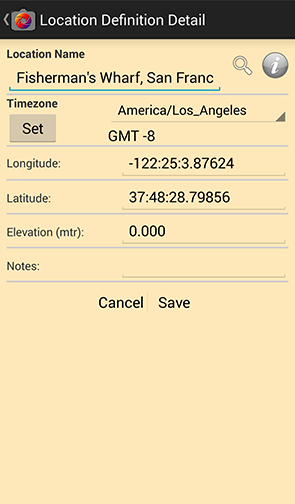 Location Definition Detail
Location Name
Fisherman's Wharf, San Franc
Timezone
America/Los_Angeles
Set
GMT -8
Longitude:
-122:25:3.87624
Latitude:
37:48:28.79856
Elevation (mtr):
0.000
Notes:
Cancel
Save